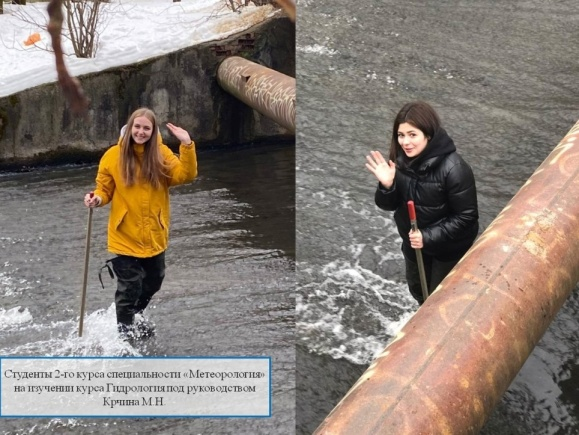 Студенты 2-го курса специальности «Метеорология»
на изучении курса Гидрология под руководством
Крчина М.Н.